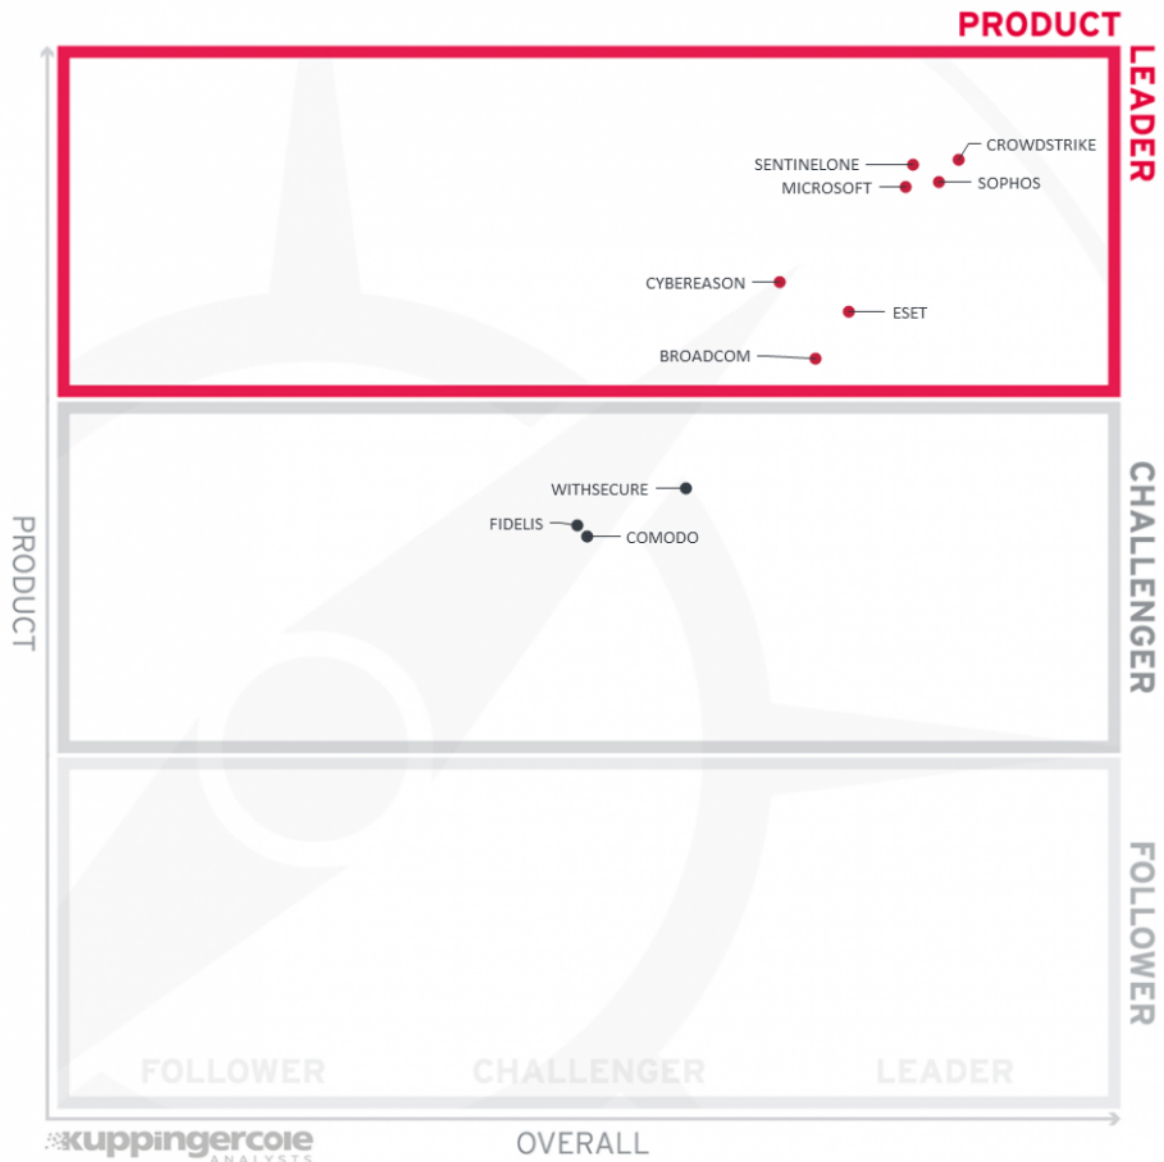 PRODUCT
LEADER
CROWDSTRIKE
SENTINELONE
MICROSOFT
SOPHOS
CYBEREASON
ESET
BROADCOM
CHALLENGER
WITHSECURE
FIDELIS
COMODO
PRODUCT
FOLLOWER
FOLLOWER
CHALLENGER
LEADER
kuppingercole
ANALYSTS
OVERALL